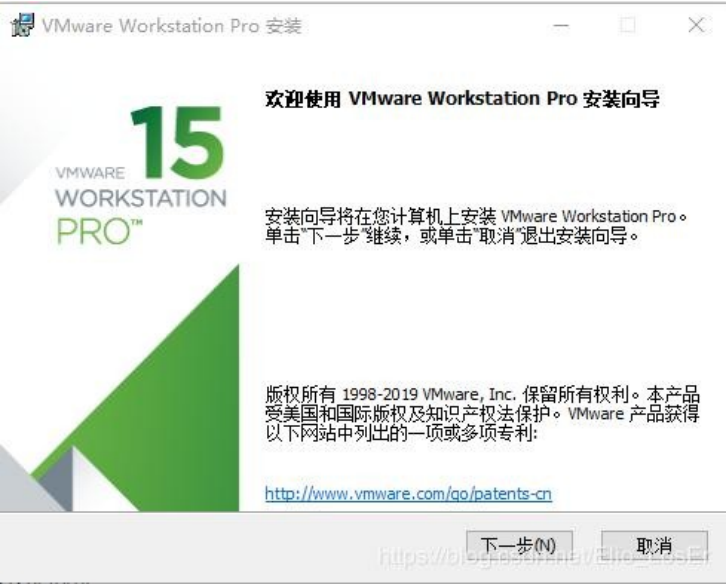 VMware Workstation Pro 安装
欢迎使用 VMware Workstation Pro 安装向导
15
VMWARE
WORKSTATION
PRO™
安装向导将在您计算机上安装 VMware Workstation Pro。
单击“下一步”继续，或单击“取消”退出安装向导。
版权所有 1998-2019 VMware, Inc. 保留所有权利。本产品
受美国和国际版权及知识产权法保护。VMware 产品获得
以下网站中列出的一项或多项专利:
http://www.vmware.com/go/patents-cn
下一步(N)
取消